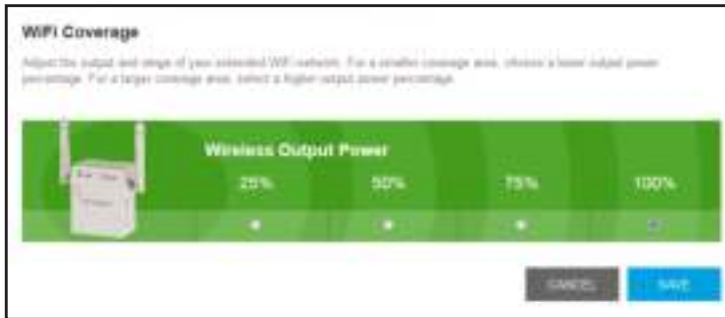 WiFi Coverage
Adjust the output and range of your extended WiFi network. For a smaller coverage area, choose a lower output power
percentage. For a larger coverage area, select a higher output power percentage.
Wireless Output Power
25% 50% 75% 100%
CANCEL SAVE